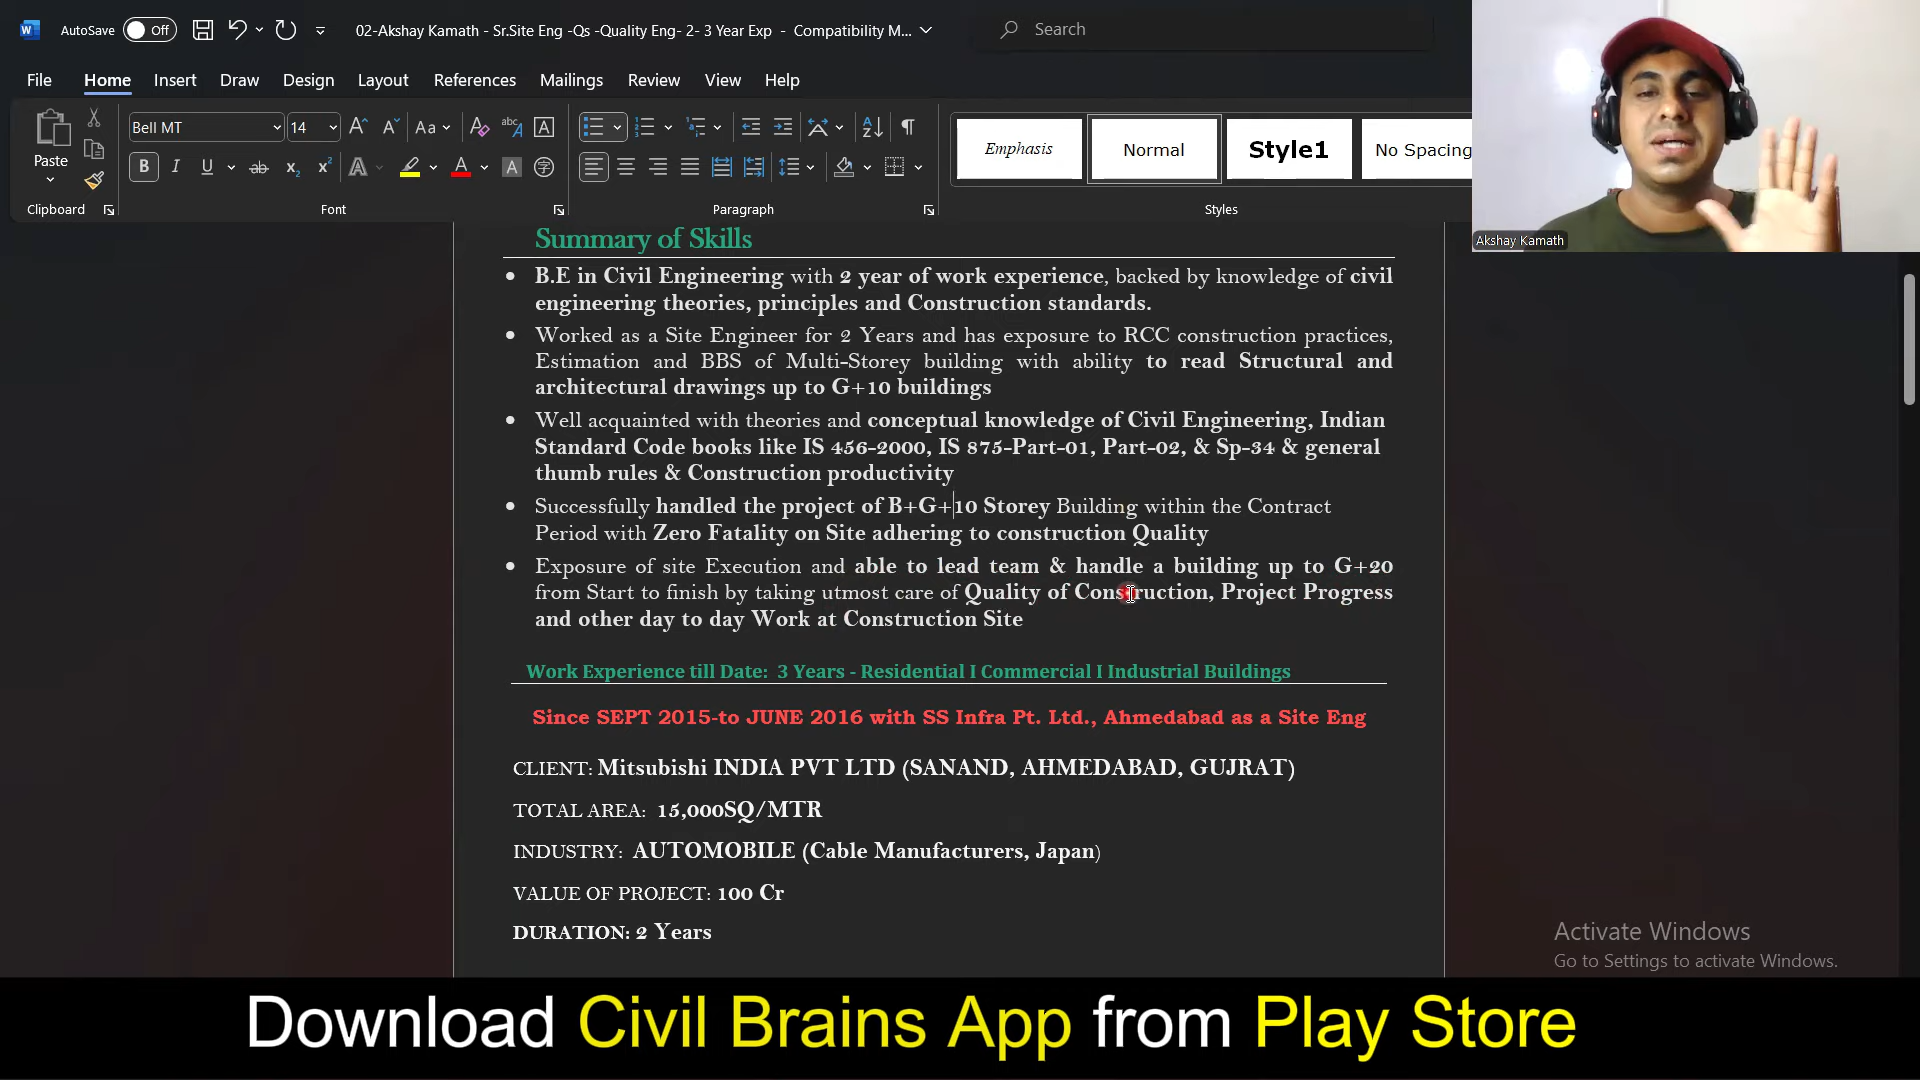 AutoSave Off 02-Akshay Kamath - Sr.Site Eng -Qs -Quality Eng- 2- 3 Year Exp - Compatibility M... Search
File Home Insert Draw Design Layout References Mailings Review View Help
Paste Bell MT 14 Aa abc A
B I U ab x₂ x² A A A
Emphasis Normal Style1 No Spacing
Clipboard Font Paragraph Styles
Akshay Kamath
Summary of Skills
• B.E in Civil Engineering with 2 year of work experience, backed by knowledge of civil
engineering theories, principles and Construction standards.
• Worked as a Site Engineer for 2 Years and has exposure to RCC construction practices,
Estimation and BBS of Multi-Storey building with ability to read Structural and
architectural drawings up to G+10 buildings
• Well acquainted with theories and conceptual knowledge of Civil Engineering, Indian
Standard Code books like IS 456-2000, IS 875-Part-01, Part-02, & Sp-34 & general
thumb rules & Construction productivity
• Successfully handled the project of B+G+10 Storey Building within the Contract
Period with Zero Fatality on Site adhering to construction Quality
• Exposure of site Execution and able to lead team & handle a building up to G+20
from Start to finish by taking utmost care of Quality of Construction, Project Progress
and other day to day Work at Construction Site
Work Experience till Date: 3 Years - Residential I Commercial I Industrial Buildings
Since SEPT 2015-to JUNE 2016 with SS Infra Pt. Ltd., Ahmedabad as a Site Eng
CLIENT: Mitsubishi INDIA PVT LTD (SANAND, AHMEDABAD, GUJRAT)
TOTAL AREA: 15,000SQ/MTR
INDUSTRY: AUTOMOBILE (Cable Manufacturers, Japan)
VALUE OF PROJECT: 100 Cr
DURATION: 2 Years
Activate Windows
Go to Settings to activate Windows.
Download Civil Brains App from Play Store